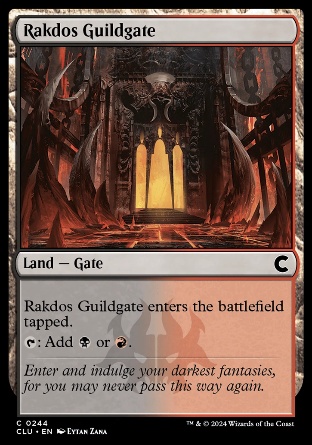 Rakdos Guildgate
Land — Gate
Rakdos Guildgate enters the battlefield
tapped.
: Add or .
Enter and indulge your darkest fantasies,
for you may never pass this way again.
C 0244
CLU • EN Eytan Zana
™ & © 2024 Wizards of the Coast